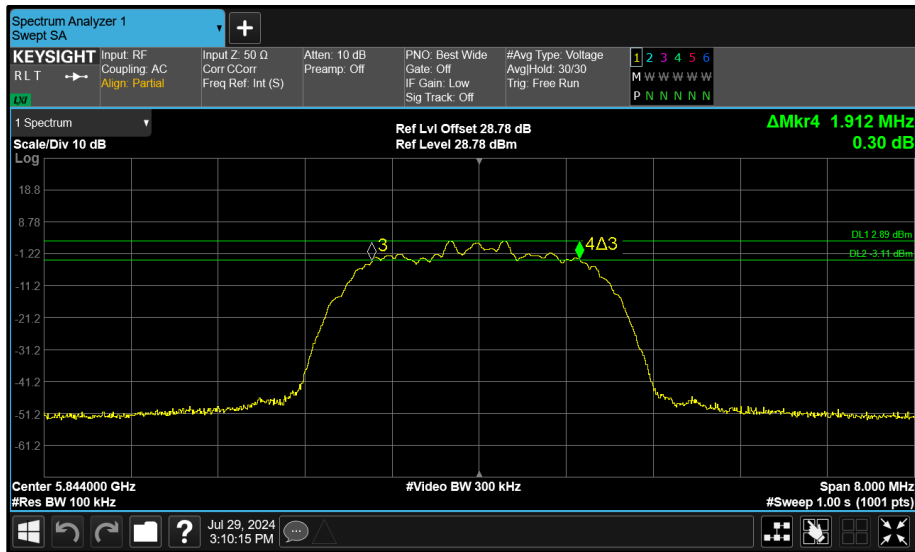 Spectrum Analyzer 1
Swept SA
KEYSIGHT
RLT
LXI
Input: RF
Coupling: AC
Align: Partial
Input Z: 50 Ω
Corr CCorr
Freq Ref: Int (S)
Atten: 10 dB
Preamp: Off
PNO: Best Wide
Gate: Off
IF Gain: Low
Sig Track: Off
#Avg Type: Voltage
Avg|Hold: 30/30
Trig: Free Run
1 2 3 4 5 6
M W W W W W
P N N N N N
1 Spectrum
Scale/Div 10 dB
Ref Lvl Offset 28.78 dB
Ref Level 28.78 dBm
ΔMkr4 1.912 MHz
0.30 dB
Log
18.8
8.78
-1.22
-11.2
-21.2
-31.2
-41.2
-51.2
-61.2
3
4Δ3
DL1 2.89 dBm
DL2 -3.11 dBm
Center 5.844000 GHz
#Video BW 300 kHz
Span 8.000 MHz
#Res BW 100 kHz
#Sweep 1.00 s (1001 pts)
?
Jul 29, 2024
3:10:15 PM